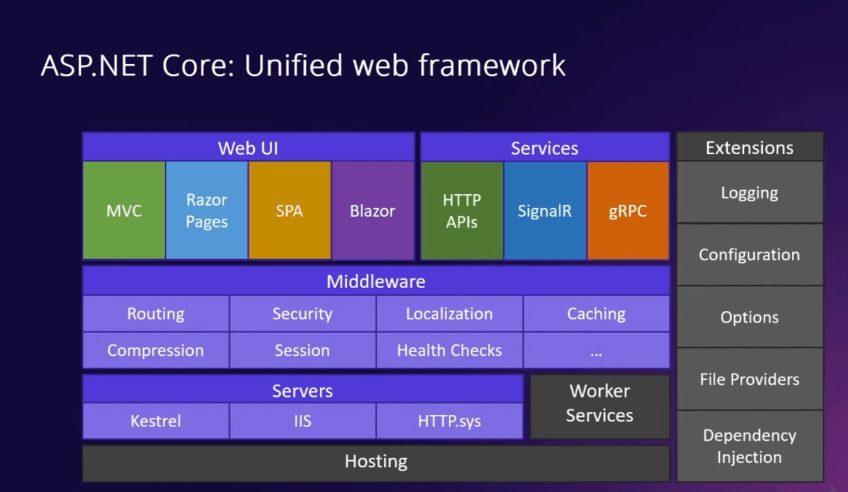 ASP.NET Core: Unified web framework
Web UI
Services
Extensions
MVC
Razor
Pages
SPA
Blazor
HTTP
APIs
SignalR
gRPC
Logging
Configuration
Options
File Providers
Dependency
Injection
Middleware
Routing
Security
Localization
Caching
Compression
Session
Health Checks
...
Servers
Kestrel
IIS
HTTP.sys
Worker
Services
Hosting